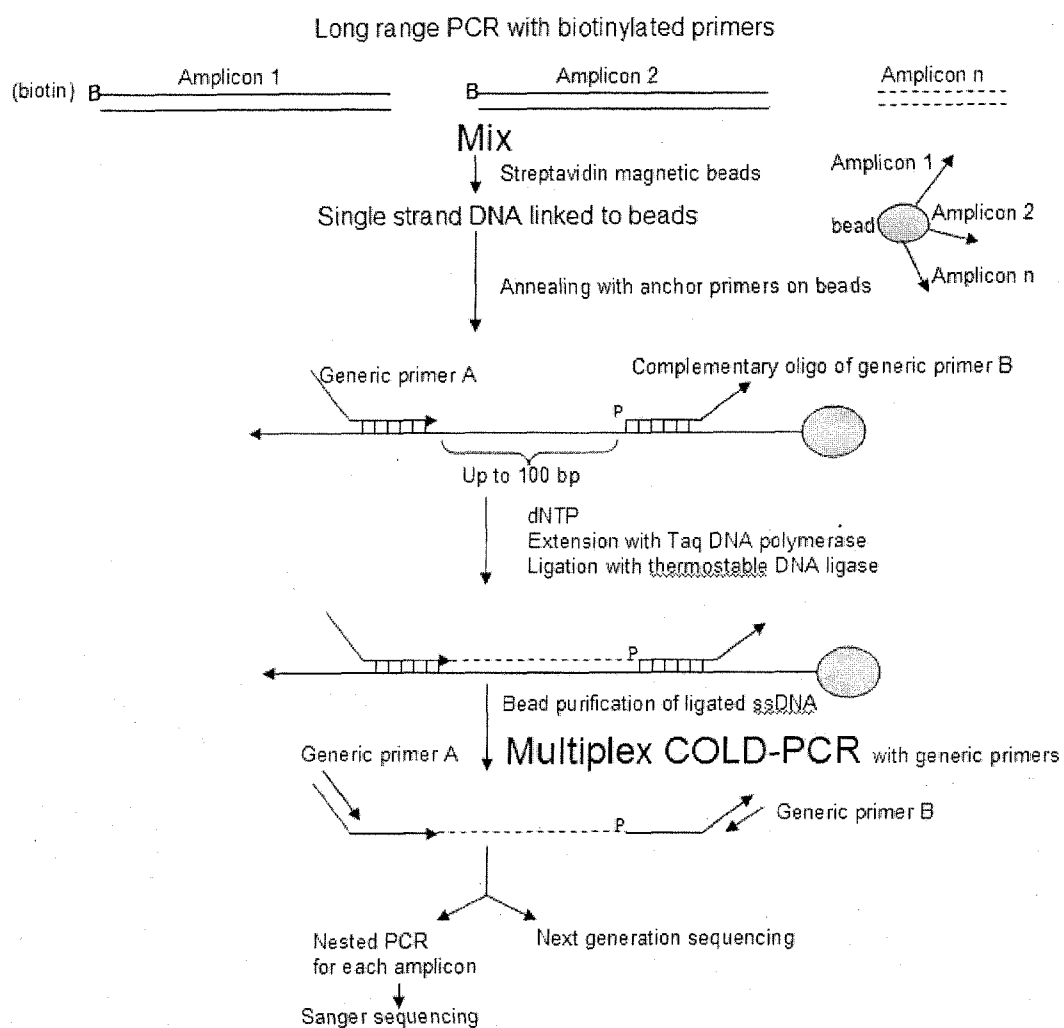 Long range PCR with biotinylated primers
Amplicon 1
Amplicon 2
Amplicon n
(biotin) B
B
Mix
Streptavidin magnetic beads
Single strand DNA linked to beads
Amplicon 1
bead
Amplicon 2
Amplicon n
Annealing with anchor primers on beads
Generic primer A
Complementary oligo of generic primer B
P
Up to 100 bp
dNTP
Extension with Taq DNA polymerase
Ligation with thermostable DNA ligase
P
Bead purification of ligated ssDNA
Multiplex COLD-PCR with generic primers
Generic primer A
P
Generic primer B
Nested PCR
for each amplicon
Next generation sequencing
Sanger sequencing